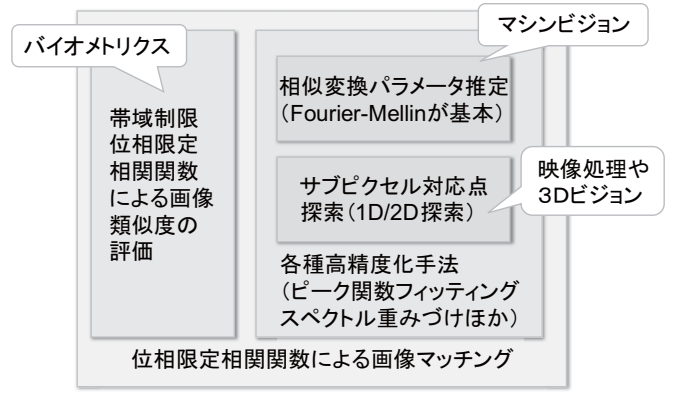 バイオメトリクス
マシンビジョン
帯域制限
位相限定
相関関数
による画像
類似度の
評価
相似変換パラメータ推定
（Fourier-Mellinが基本）
サブピクセル対応点
探索（1D/2D探索）
映像処理や
3Dビジョン
各種高精度化手法
（ピーク関数フィッティング
スペクトル重みづけほか）
位相限定相関関数による画像マッチング